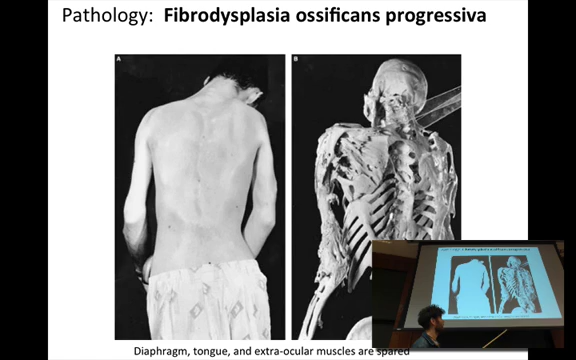 Pathology: Fibrodysplasia ossificans progressiva
A
B
Diaphragm, tongue, and extra-ocular muscles are spared